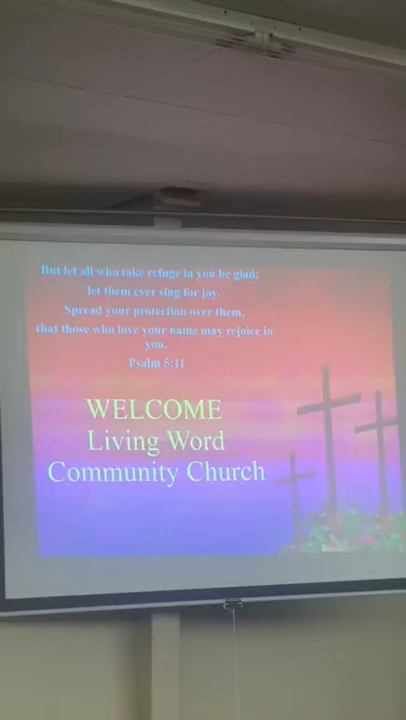 But let all who take refuge in you be glad;
let them ever sing for joy.
Spread your protection over them,
that those who love your name may rejoice in
you.
Psalm 5:11
WELCOME
Living Word
Community Church